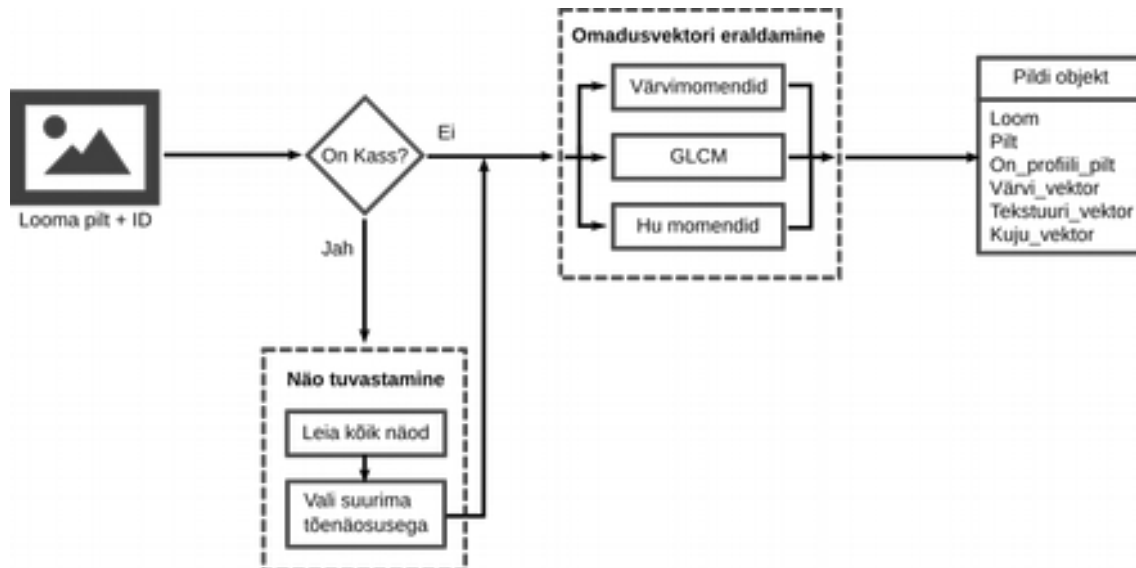 Looma pilt + ID
On Kass?
Ei
Jah
Näo tuvastamine
Leia kõik näod
Vali suurima
tõenäosusega
Omadusvektori eraldamine
Värvimomendid
GLCM
Hu momendid
Pildi objekt
Loom
Pilt
On_profiili_pilt
Värvi_vektor
Tekstuuri_vektor
Kuju_vektor